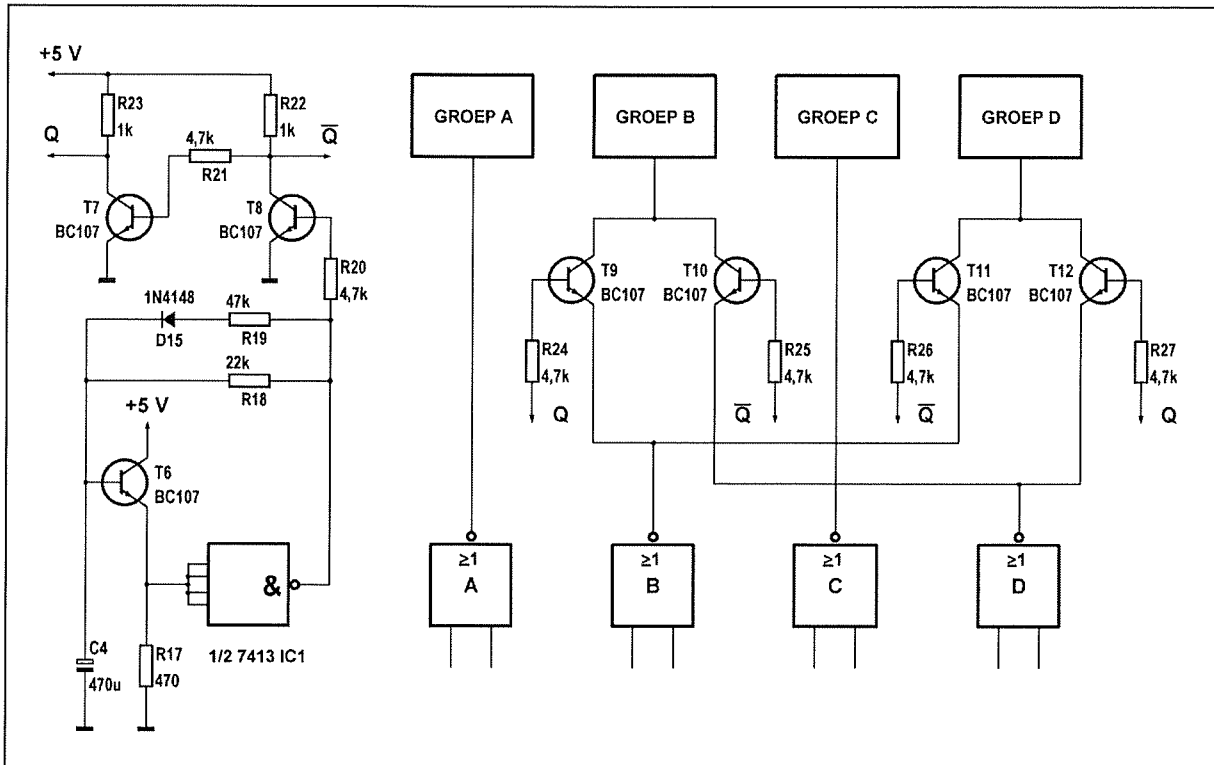 +5 V
R23
1k
R22
1k
Q
4,7k
R21
Q̅
T7
BC107
T8
BC107
R20
4,7k
1N4148
D15
47k
R19
22k
R18
+5 V
T6
BC107
&
1/2 7413 IC1
C4
470u
R17
470
GROEP A
GROEP B
GROEP C
GROEP D
T9
BC107
T10
BC107
T11
BC107
T12
BC107
R24
4,7k
Q
R25
4,7k
Q̅
R26
4,7k
Q̅
R27
4,7k
Q
≥1
A
≥1
B
≥1
C
≥1
D